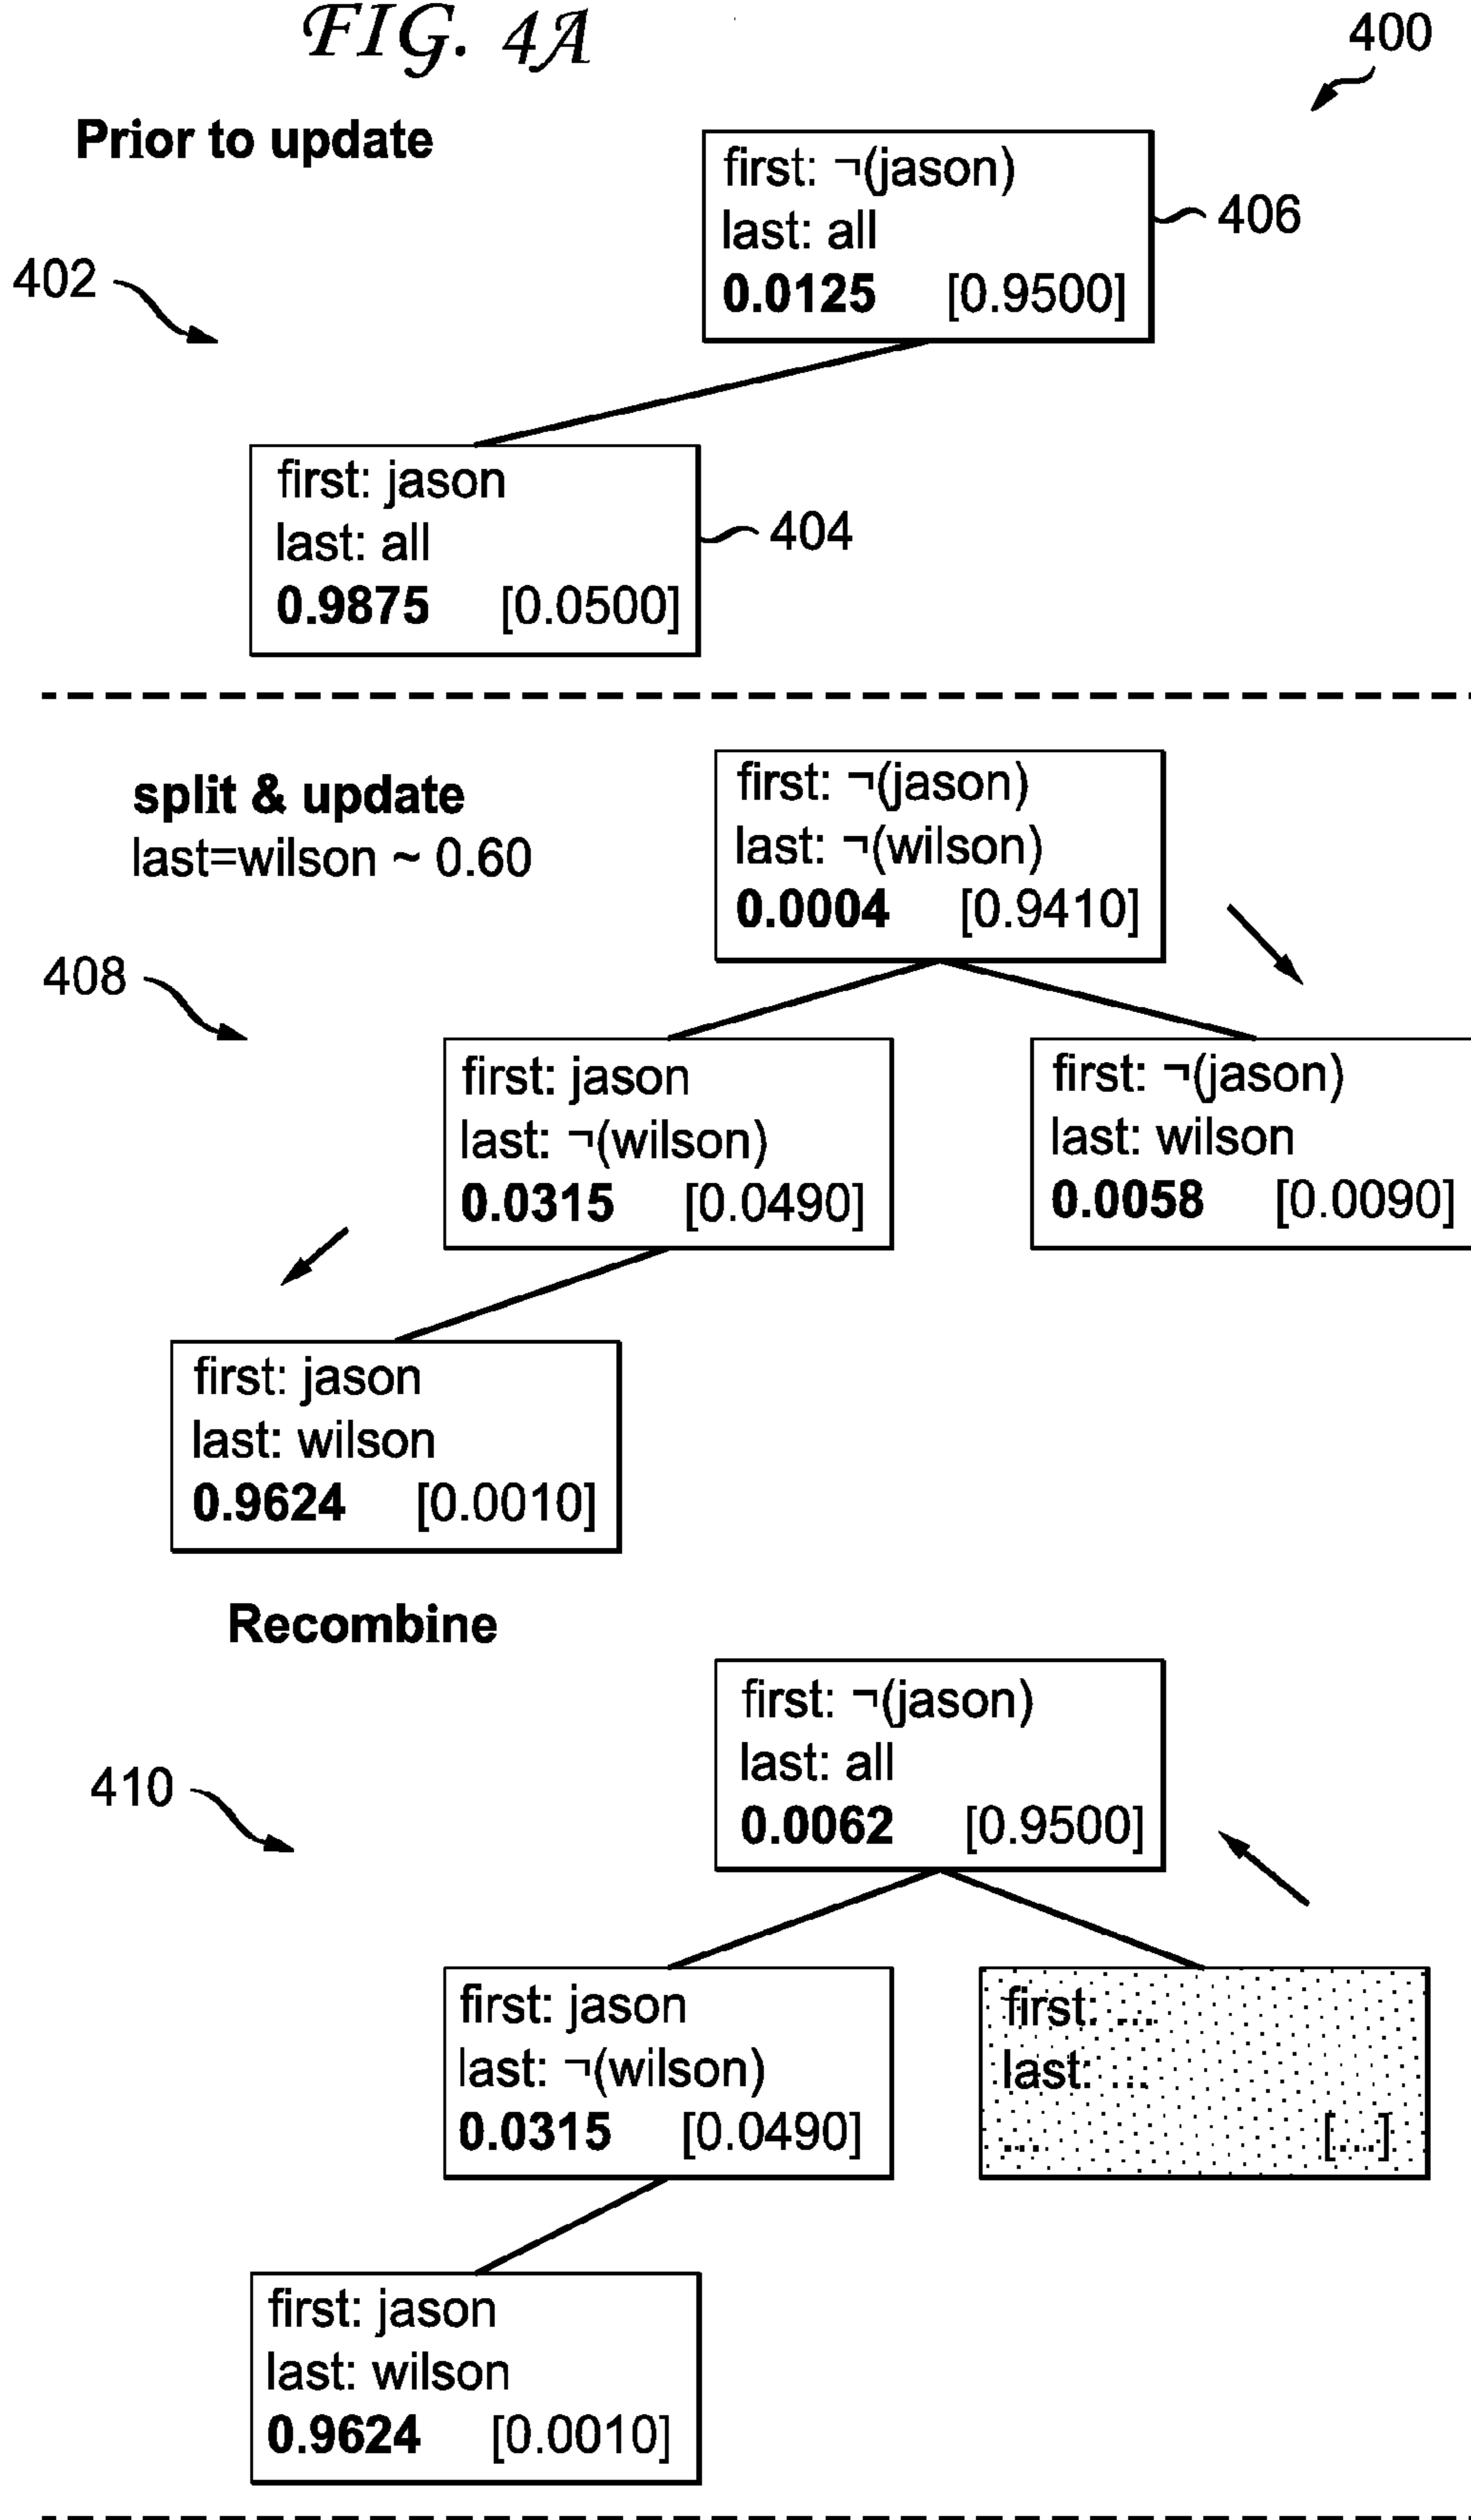 FIG. 4A
400
Prior to update
first: ¬(jason)
last: all
0.0125 [0.9500]
406
402
first: jason
last: all
0.9875 [0.0500]
404
split & update
last=wilson ~ 0.60
first: ¬(jason)
last: ¬(wilson)
0.0004 [0.9410]
408
first: jason
last: ¬(wilson)
0.0315 [0.0490]
first: ¬(jason)
last: wilson
0.0058 [0.0090]
first: jason
last: wilson
0.9624 [0.0010]
Recombine
first: ¬(jason)
last: all
0.0062 [0.9500]
410
first: jason
last: ¬(wilson)
0.0315 [0.0490]
first: ...
last: ...
... [...]
first: jason
last: wilson
0.9624 [0.0010]